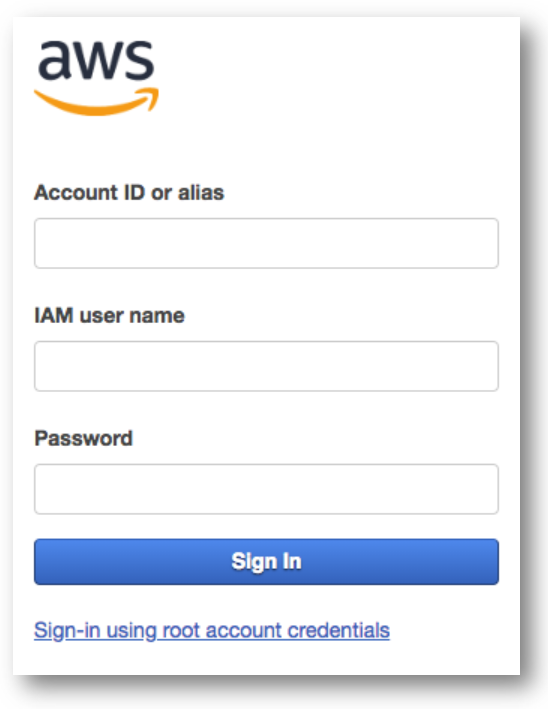 aws
Account ID or alias
IAM user name
Password
Sign In
Sign-in using root account credentials